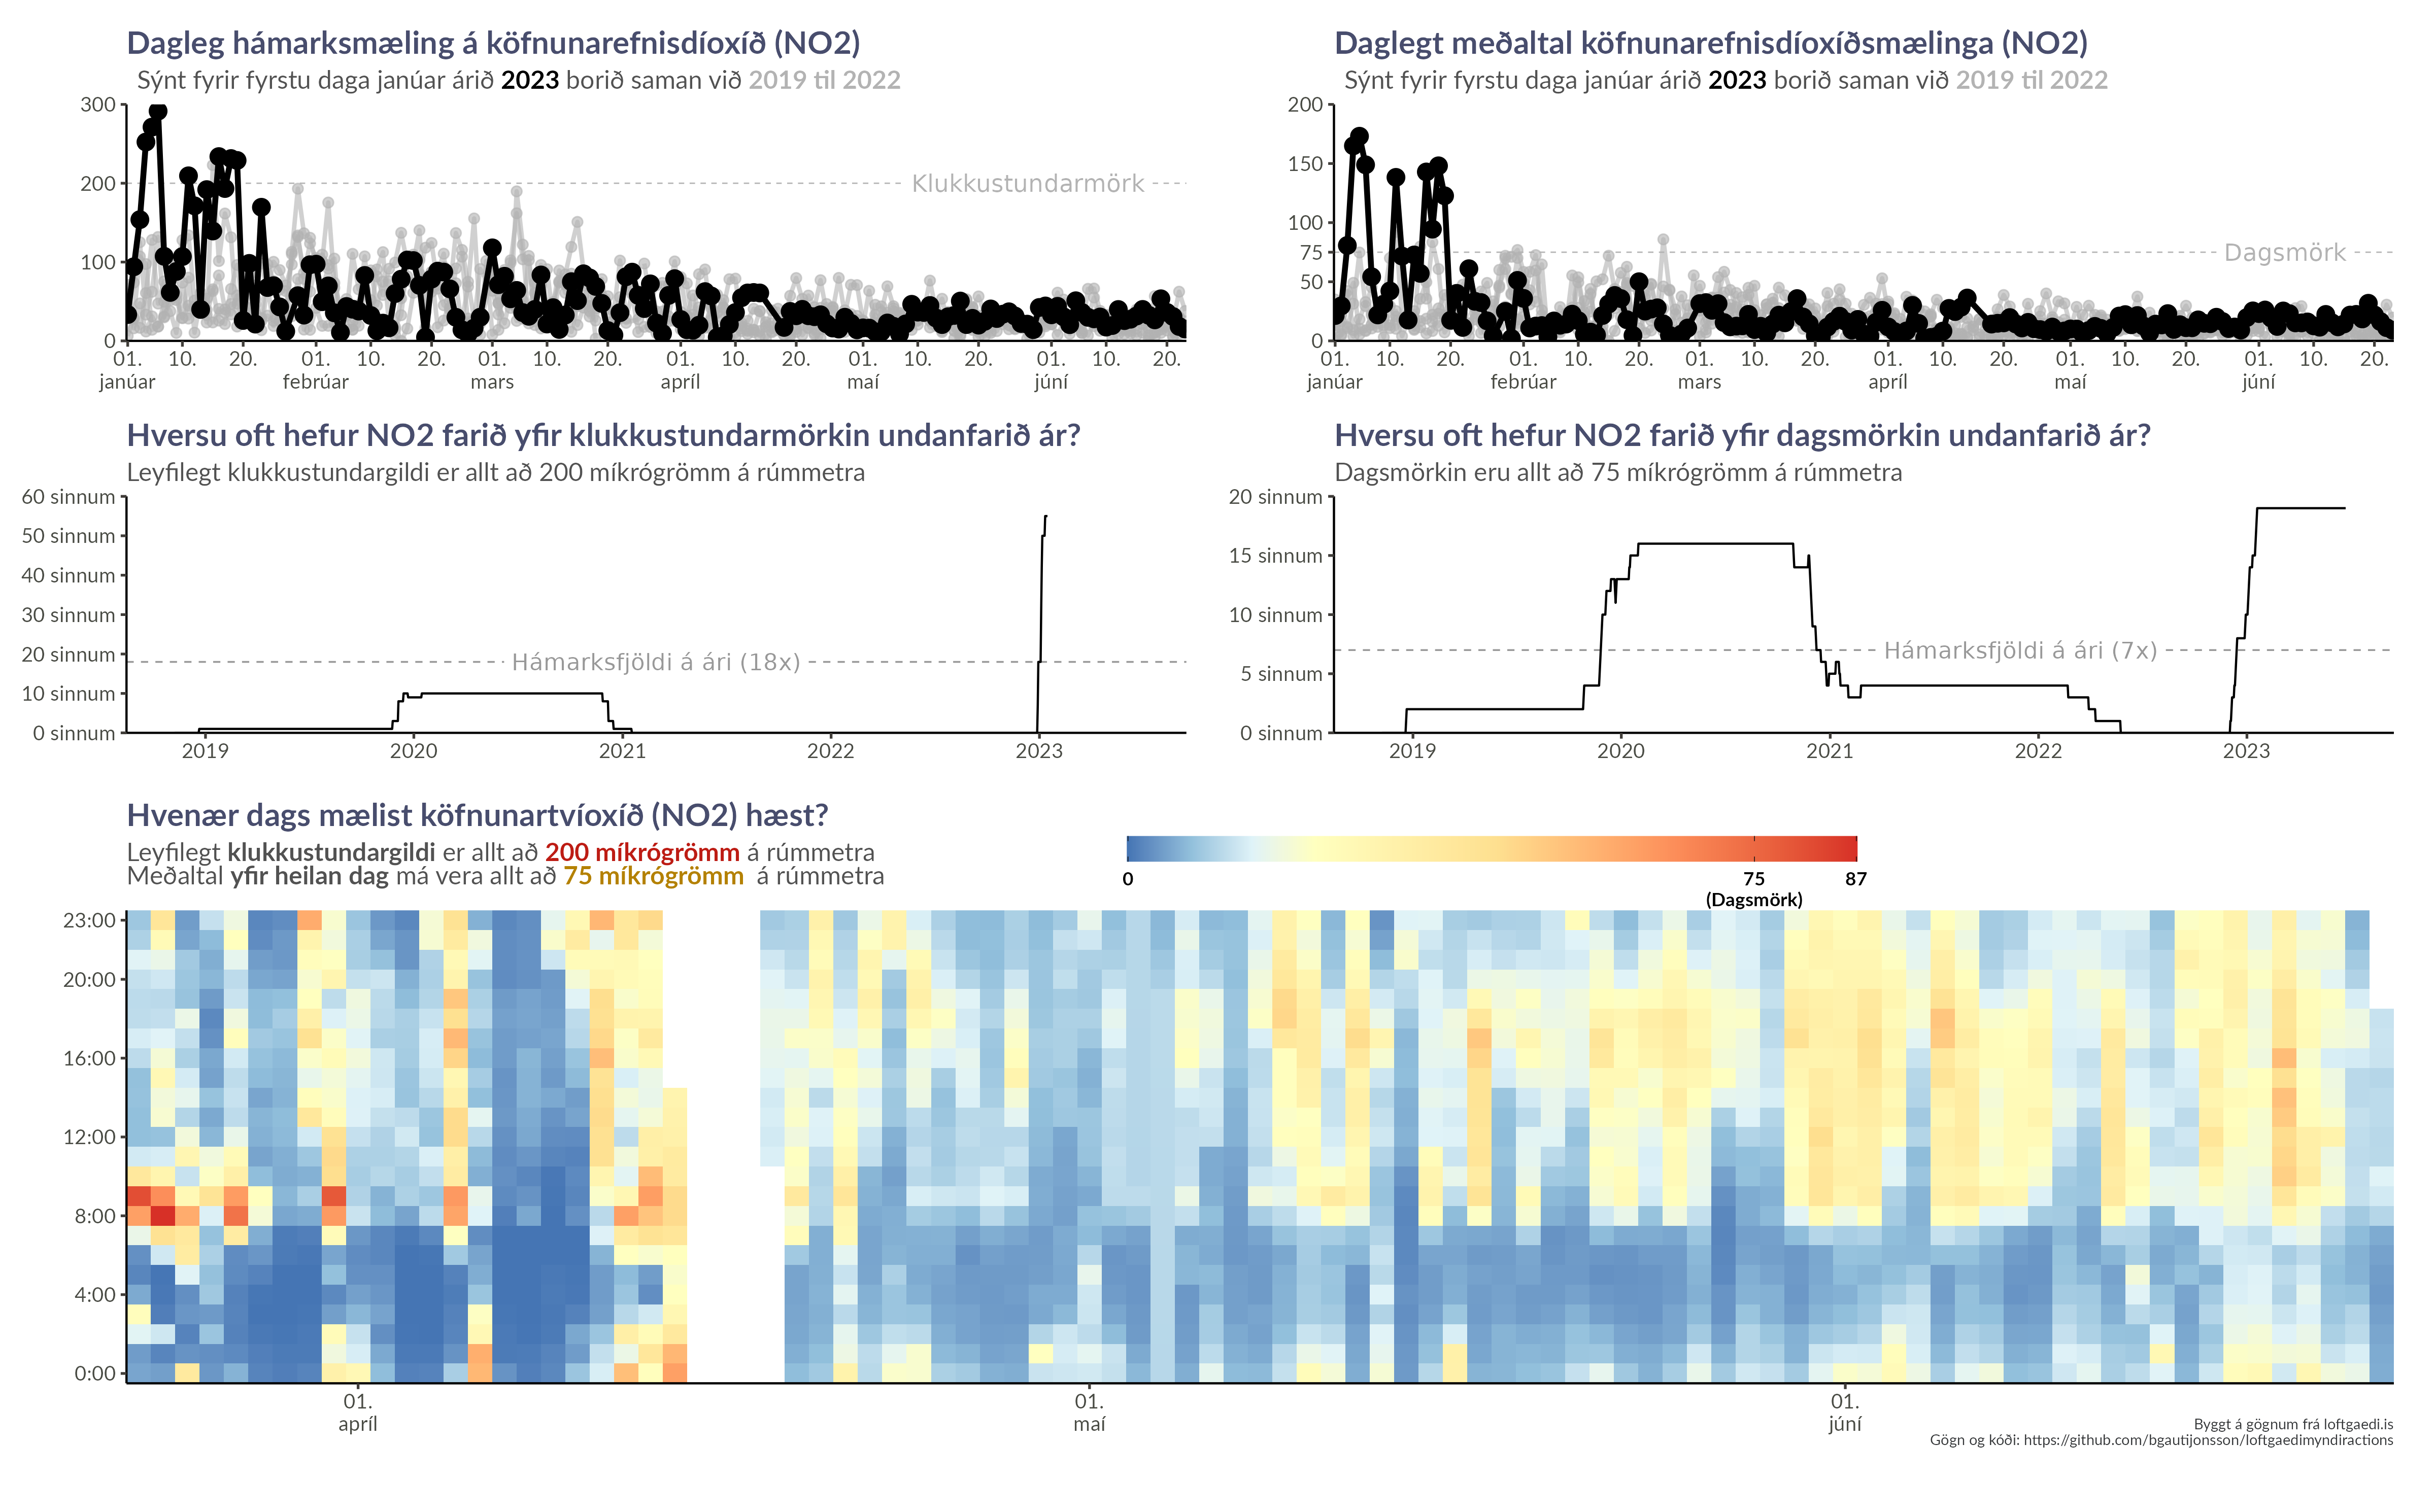 Dagleg hámarksmæling á köfnunarefnisdíoxíð (NO2)
Sýnt fyrir fyrstu daga janúar árið 2023 borið saman við 2019 til 2022
300
200
100
0
Klukkustundarmörk
01. 10. 20. 01. 10. 20. 01. 10. 20. 01. 10. 20. 01. 10. 20. 01. 10. 20.
janúar febrúar mars apríl maí júní
Daglegt meðaltal köfnunarefnisdíoxíðsmælinga (NO2)
Sýnt fyrir fyrstu daga janúar árið 2023 borið saman við 2019 til 2022
200
150
100
75
50
0
Dagsmörk
01. 10. 20. 01. 10. 20. 01. 10. 20. 01. 10. 20. 01. 10. 20. 01. 10. 20.
janúar febrúar mars apríl maí júní
Hversu oft hefur NO2 farið yfir klukkustundarmörkin undanfarið ár?
Leyfilegt klukkustundargildi er allt að 200 míkrógrömm á rúmmetra
60 sinnum
50 sinnum
40 sinnum
30 sinnum
20 sinnum
10 sinnum
0 sinnum
Hámarksfjöldi á ári (18x)
2019 2020 2021 2022 2023
Hversu oft hefur NO2 farið yfir dagsmörkin undanfarið ár?
Dagsmörkin eru allt að 75 míkrógrömm á rúmmetra
20 sinnum
15 sinnum
10 sinnum
5 sinnum
0 sinnum
Hámarksfjöldi á ári (7x)
2019 2020 2021 2022 2023
Hvenær dags mælist köfnunartvíoxíð (NO2) hæst?
Leyfilegt klukkustundargildi er allt að 200 míkrógrömm á rúmmetra
Meðaltal yfir heilan dag má vera allt að 75 míkrógrömm á rúmmetra
0 75 87
(Dagsmörk)
23:00
20:00
16:00
12:00
8:00
4:00
0:00
01. 01. 01.
apríl maí júní
Byggt á gögnum frá loftgaedi.is
Gögn og kóði: https://github.com/bgautijonsson/loftgaedimyndiractions